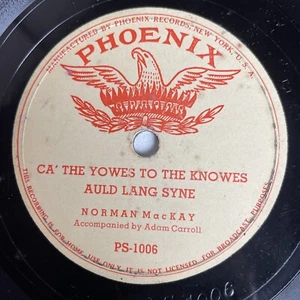 MANUFACTURED BY PHOENIX-RECORDS, NEW YORK, U. S. A.
PHOENIX
CA' THE YOWES TO THE KNOWES
AULD LANG SYNE
NORMAN MacKAY
Accompanied by Adam Carroll
PS-1006
THIS RECORDING IS FOR HOME USE ONLY. IT IS NOT LICENSED FOR BROADCAST PURPOSES
1006